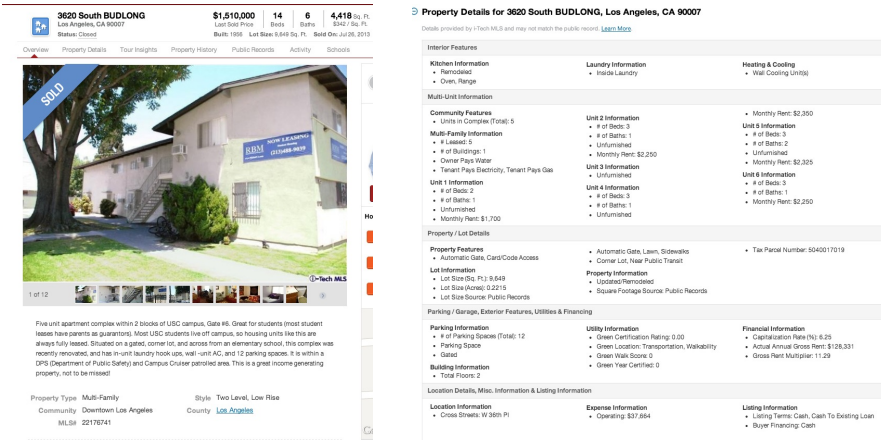 3620 South BUDLONG
Los Angeles, CA 90007
Status: Closed
$1,510,000
Last Sold Price
14
Beds
6
Baths
4,418 Sq. Ft.
$342 / Sq. Ft.
Built: 1956 Lot Size: 9,649 Sq. Ft. Sold On: Jul 26, 2013
Overview Property Details Tour Insights Property History Public Records Activity Schools
SOLD
NOW LEASING
RBM
i-Tech MLS
1 of 12
Five unit apartment complex within 2 blocks of USC campus, Gate #6. Great for students (most student
leases have parents as guarantors). Most USC students live off campus, so housing units like this are
always fully leased. Situated on a gated, corner lot, and across from an elementary school, this complex was
recently renovated, and has in-unit laundry hook ups, wall -unit AC, and 12 parking spaces. It is within a
DPS (Department of Public Safety) and Campus Cruiser patrolled area. This is a great income generating
property, not to be missed!
Property Type Multi-Family
Style Two Level, Low Rise
Community Downtown Los Angeles
County Los Angeles
MLS# 22176741
Ho
Property Details for 3620 South BUDLONG, Los Angeles, CA 90007
Details provided by i-Tech MLS and may not match the public record. Learn More.
Interior Features
Kitchen Information
• Remodeled
• Oven, Range
Laundry Information
• Inside Laundry
Heating & Cooling
• Wall Cooling Unit(s)
Multi-Unit Information
Community Features
• Units in Complex (Total): 5
Multi-Family Information
• # Leased: 5
• # of Buildings: 1
• Owner Pays Water
• Tenant Pays Electricity, Tenant Pays Gas
Unit 1 Information
• # of Beds: 2
• # of Baths: 1
• Unfurnished
• Monthly Rent: $1,700
Unit 2 Information
• # of Beds: 3
• # of Baths: 1
• Unfurnished
• Monthly Rent: $2,250
Unit 3 Information
• Unfurnished
Unit 4 Information
• # of Beds: 3
• # of Baths: 1
• Unfurnished
• Monthly Rent: $2,350
Unit 5 Information
• # of Beds: 3
• # of Baths: 2
• Unfurnished
• Monthly Rent: $2,325
Unit 6 Information
• # of Beds: 3
• # of Baths: 1
• Monthly Rent: $2,250
Property / Lot Details
Property Features
• Automatic Gate, Card/Code Access
Lot Information
• Lot Size (Sq. Ft.): 9,649
• Lot Size (Acres): 0.2215
• Lot Size Source: Public Records
• Automatic Gate, Lawn, Sidewalks
• Corner Lot, Near Public Transit
Property Information
• Updated/Remodeled
• Square Footage Source: Public Records
• Tax Parcel Number: 5040017019
Parking / Garage, Exterior Features, Utilities & Financing
Parking Information
• # of Parking Spaces (Total): 12
• Parking Space
• Gated
Building Information
• Total Floors: 2
Utility Information
• Green Certification Rating: 0.00
• Green Location: Transportation, Walkability
• Green Walk Score: 0
• Green Year Certified: 0
Financial Information
• Capitalization Rate (%): 6.25
• Actual Annual Gross Rent: $128,331
• Gross Rent Multiplier: 11.29
Location Details, Misc. Information & Listing Information
Location Information
• Cross Streets: W 36th Pl
Expense Information
• Operating: $37,664
Listing Information
• Listing Terms: Cash, Cash To Existing Loan
• Buyer Financing: Cash